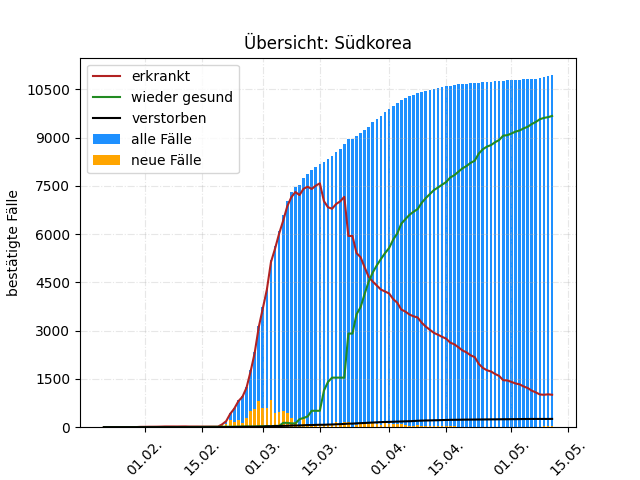 Übersicht: Südkorea
erkrankt
wieder gesund
verstorben
alle Fälle
neue Fälle
bestätigte Fälle
10500
9000
7500
6000
4500
3000
1500
0
01.02.
15.02.
01.03.
15.03.
01.04.
15.04.
01.05.
15.05.